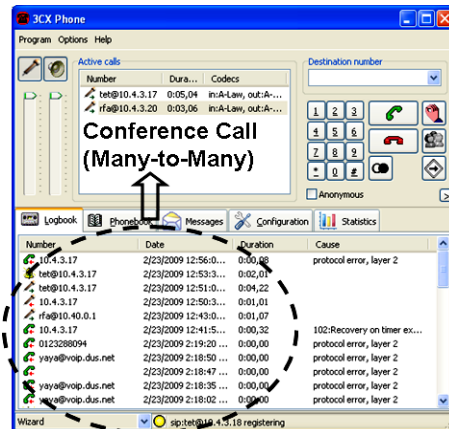 3CX Phone
Program Options Help
Active calls
Destination number
Number Dura... Codecs
tet@10.4.3.17 0:05,04 in:A-Law, out:A-...
rfa@10.4.3.20 0:03,06 in:A-Law, out:A-...
Conference Call
(Many-to-Many)
1 2 3
4 5 6
7 8 9
* 0 #
Anonymous
Logbook Phonebook Messages Configuration Statistics
Number Date Duration Cause
10.4.3.17 2/23/2009 12:56:0... 0:00,08 protocol error, layer 2
tet@10.4.3.17 2/23/2009 12:53:3... 0:02,01
tet@10.4.3.17 2/23/2009 12:51:0... 0:04,22
10.4.3.17 2/23/2009 12:50:3... 0:01,01
rfa@10.40.0.1 2/23/2009 12:43:0... 0:01,07
10.4.3.17 2/23/2009 12:41:5... 0:00,32 102:Recovery on timer ex...
0123288094 2/23/2009 2:19:20 ... 0:00,00 protocol error, layer 2
yaya@voip.dus.net 2/23/2009 2:18:50 ... 0:00,00 protocol error, layer 2
2/23/2009 2:18:47 ... 0:00,00 protocol error, layer 2
yaya@voip.dus.net 2/23/2009 2:18:35 ... 0:00,00 protocol error, layer 2
yaya@voip.dus.net 2/23/2009 2:18:02 ... 0:00,00 protocol error, layer 2
Wizard sip:tet@10.4.3.18 registering